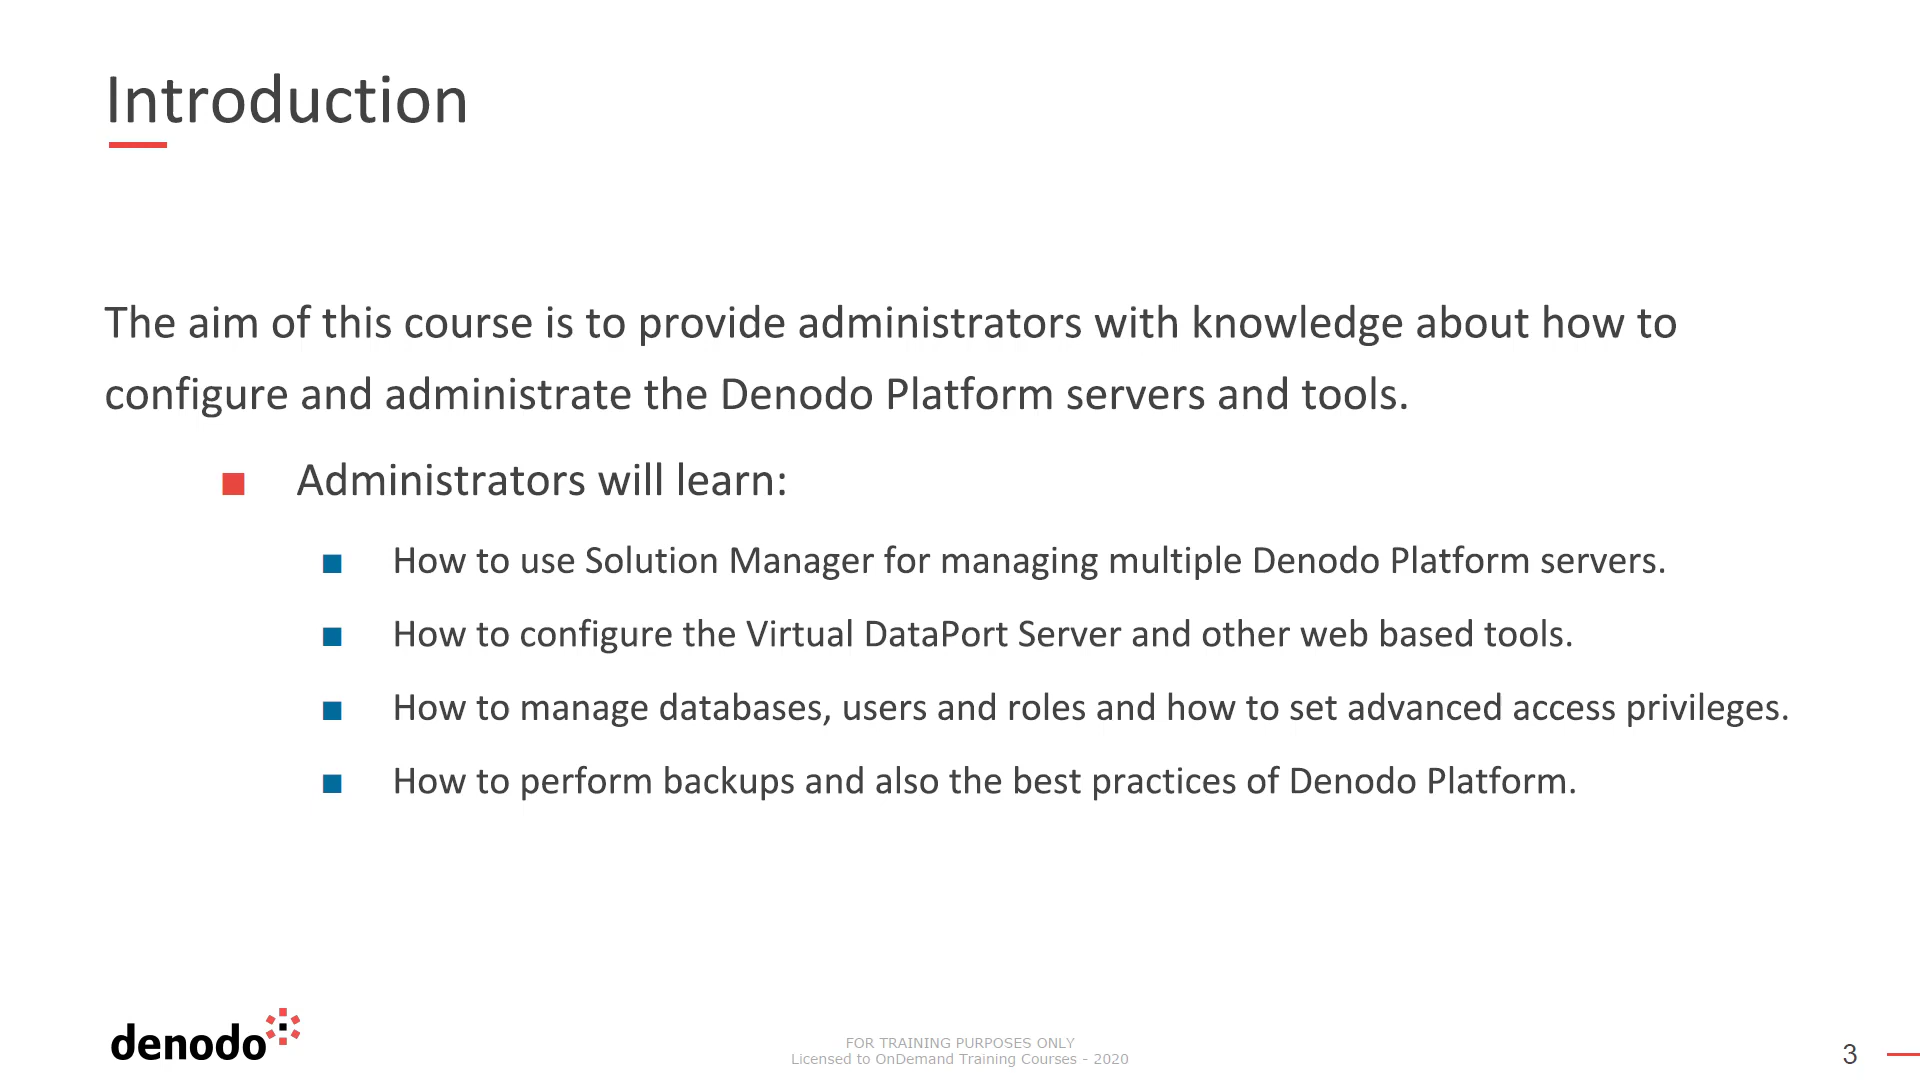 Introduction
The aim of this course is to provide administrators with knowledge about how to
configure and administrate the Denodo Platform servers and tools.
Administrators will learn:
How to use Solution Manager for managing multiple Denodo Platform servers.
How to configure the Virtual DataPort Server and other web based tools.
How to manage databases, users and roles and how to set advanced access privileges.
How to perform backups and also the best practices of Denodo Platform.
denodo
FOR TRAINING PURPOSES ONLY
Licensed to OnDemand Training Courses - 2020
3